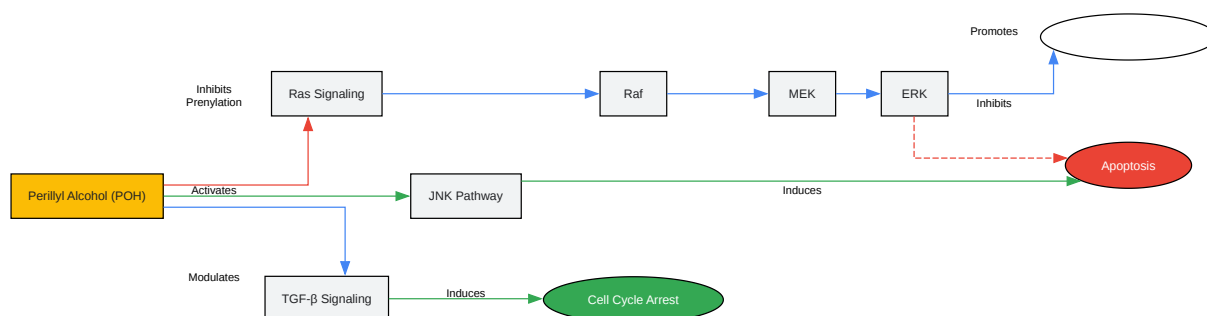 Promotes
Inhibits
Prenylation
Ras Signaling
Raf
MEK
ERK
Inhibits
Apoptosis
Perillyl Alcohol (POH)
Activates
JNK Pathway
Induces
Modulates
TGF-β Signaling
Induces
Cell Cycle Arrest